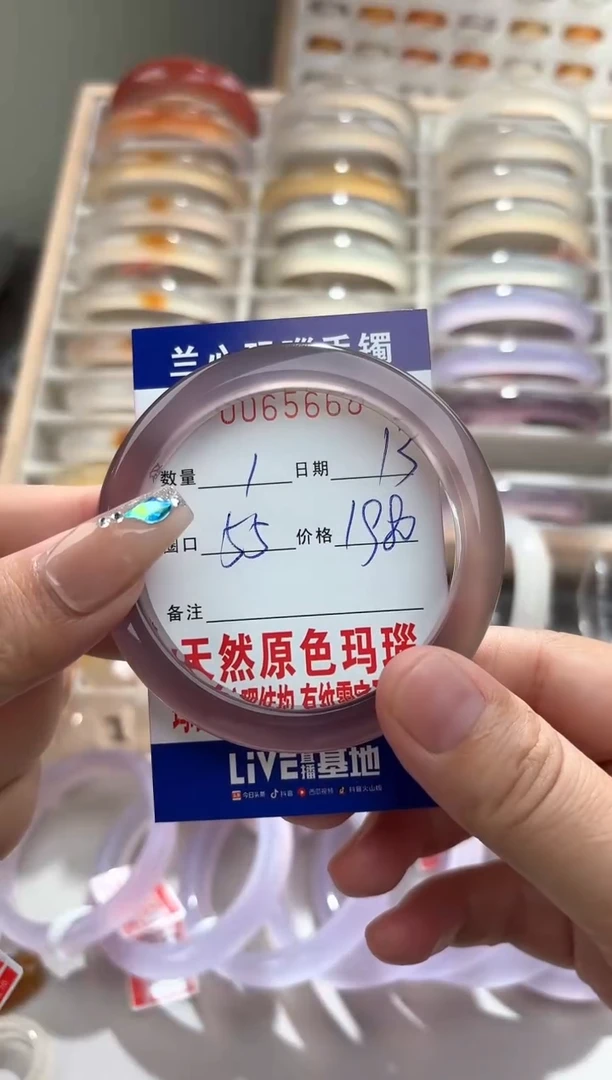 兰心玛瑙手镯
0065668
数量 1 日期 13
圈口 55 价格 1980
备注
天然原色玛瑙
LiVE直播基地
今日头条 抖音 西瓜视频 抖音火山版